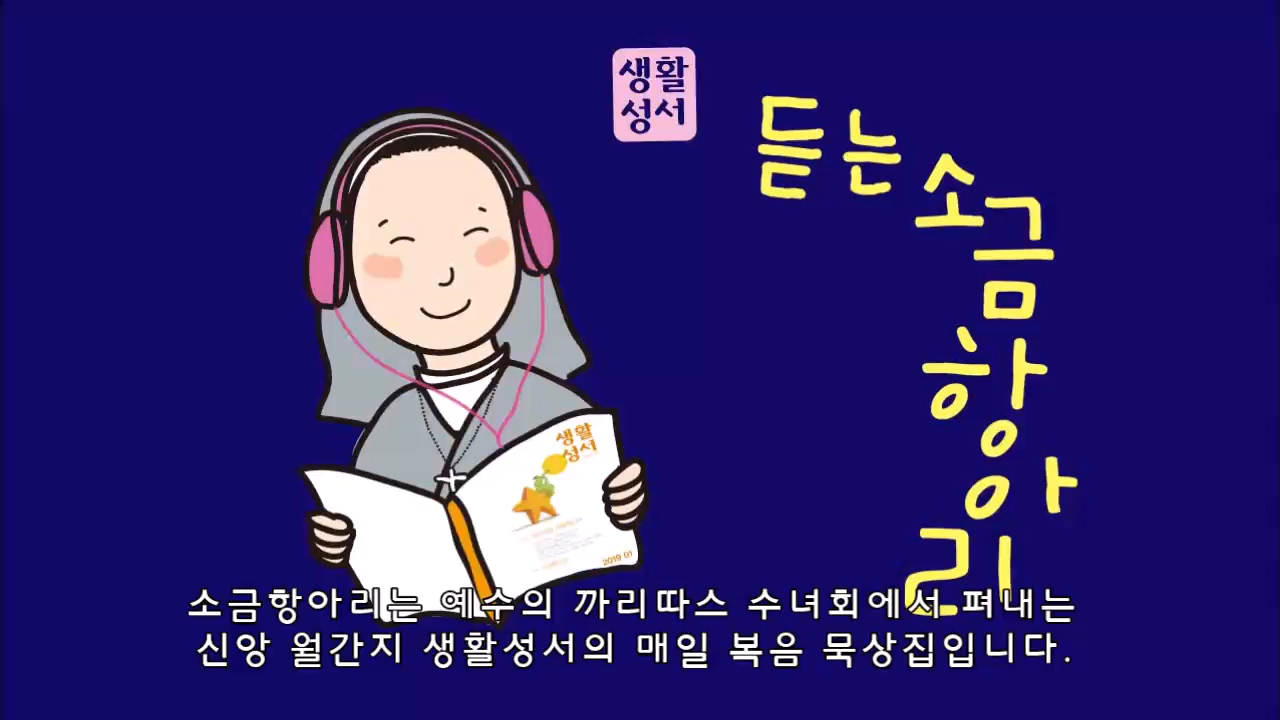 생활
성서
듣는소금항아리
생활
성서
2019 01
소금항아리는 예수의 까리따스 수녀회에서 펴내는
신앙 월간지 생활성서의 매일 복음 묵상집입니다.